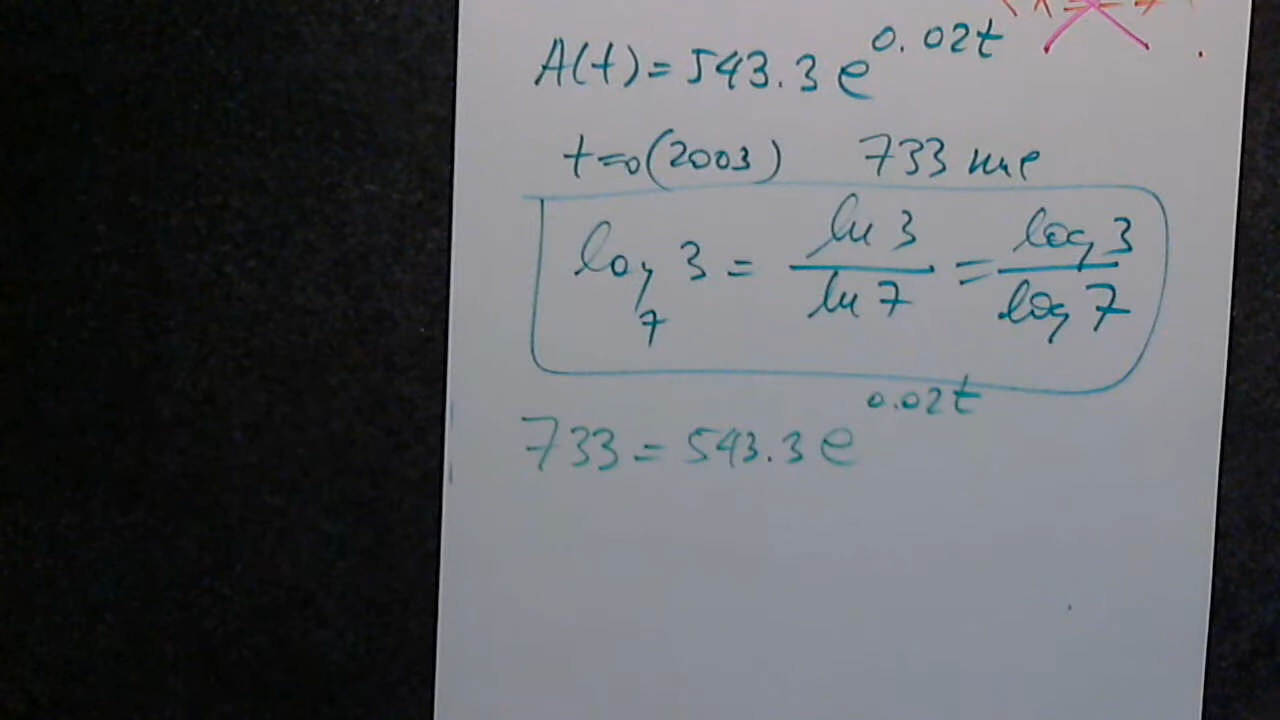 A(t) = 543.3 e^0.02t
t=0 (2003) 733 me
log_7 3 = ln 3 / ln 7 = log 3 / log 7
733 = 543.3 e^0.02t